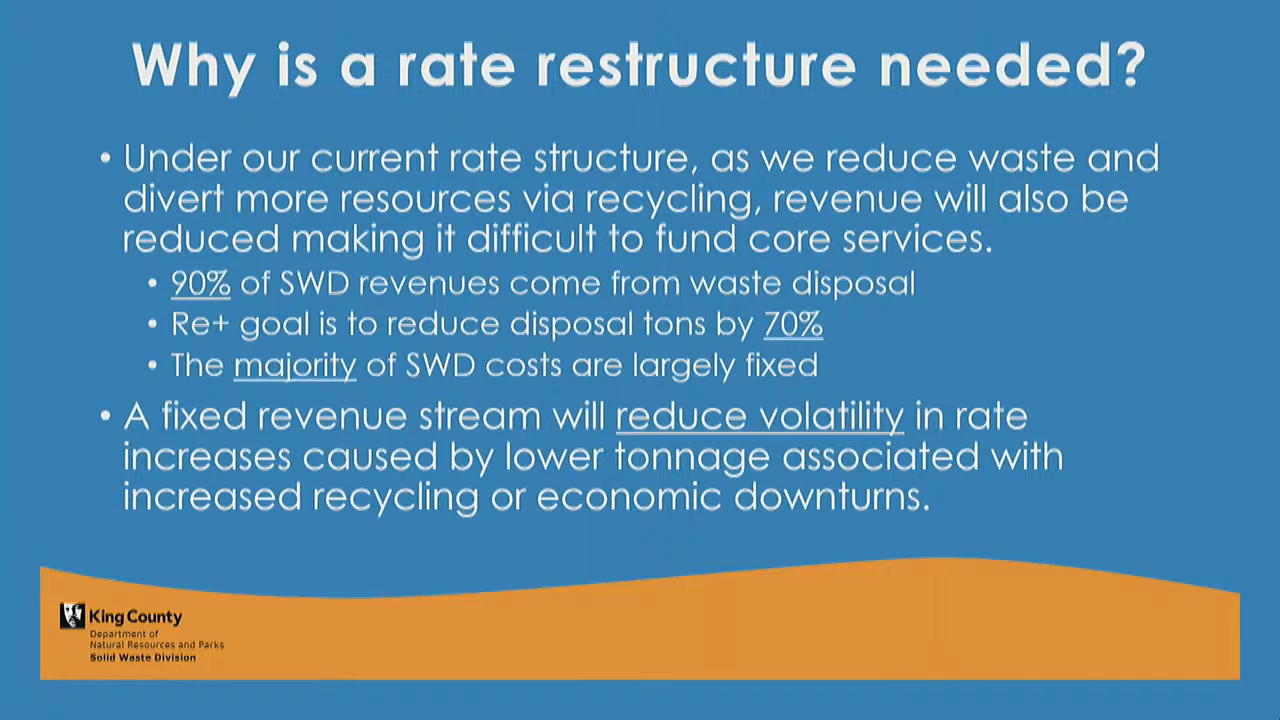 Why is a rate restructure needed?
• Under our current rate structure, as we reduce waste and
divert more resources via recycling, revenue will also be
reduced making it difficult to fund core services.
• 90% of SWD revenues come from waste disposal
• Re+ goal is to reduce disposal tons by 70%
• The majority of SWD costs are largely fixed
• A fixed revenue stream will reduce volatility in rate
increases caused by lower tonnage associated with
increased recycling or economic downturns.
King County
Department of
Natural Resources and Parks
Solid Waste Division